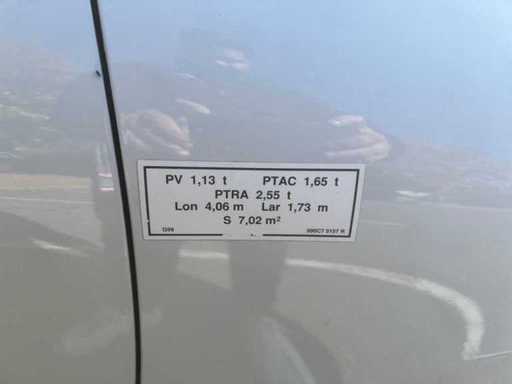 PV 1,13 t PTAC 1,65 t
PTRA 2,55 t
Lon 4,06 m Lar 1,73 m
S 7,02 m²